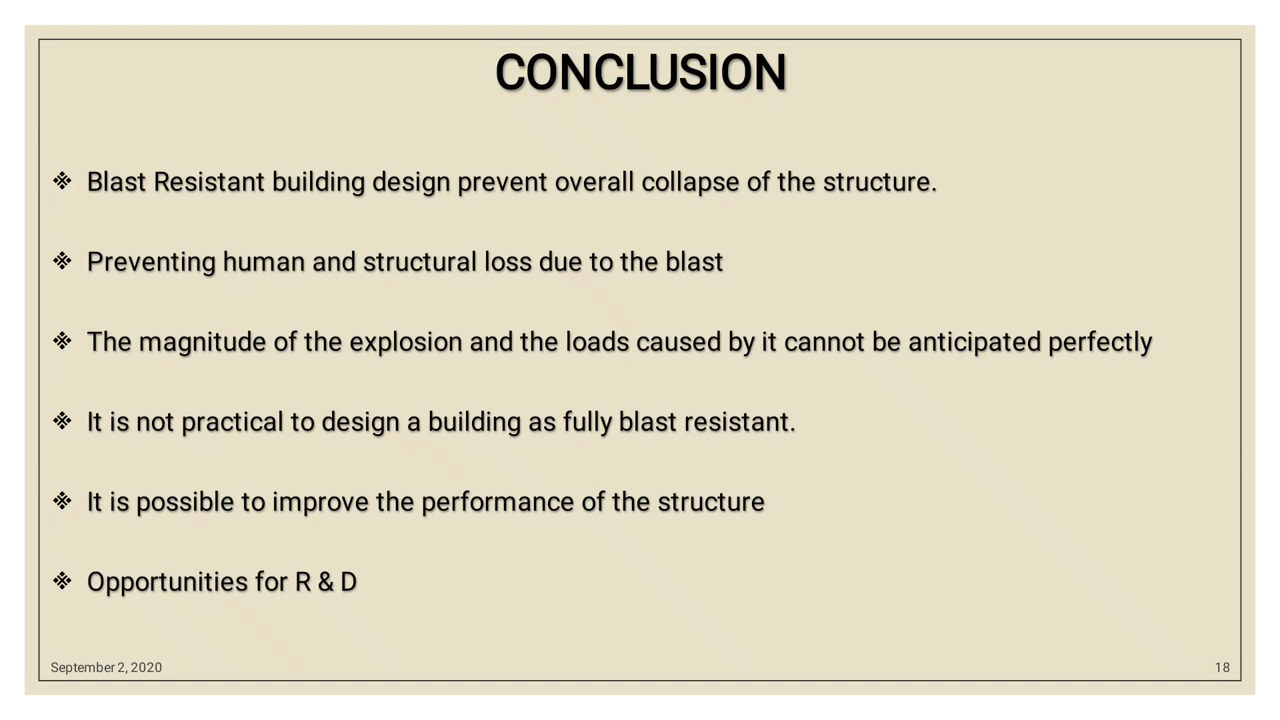 CONCLUSION
❖ Blast Resistant building design prevent overall collapse of the structure.
❖ Preventing human and structural loss due to the blast
❖ The magnitude of the explosion and the loads caused by it cannot be anticipated perfectly
❖ It is not practical to design a building as fully blast resistant.
❖ It is possible to improve the performance of the structure
❖ Opportunities for R & D
September 2, 2020
18